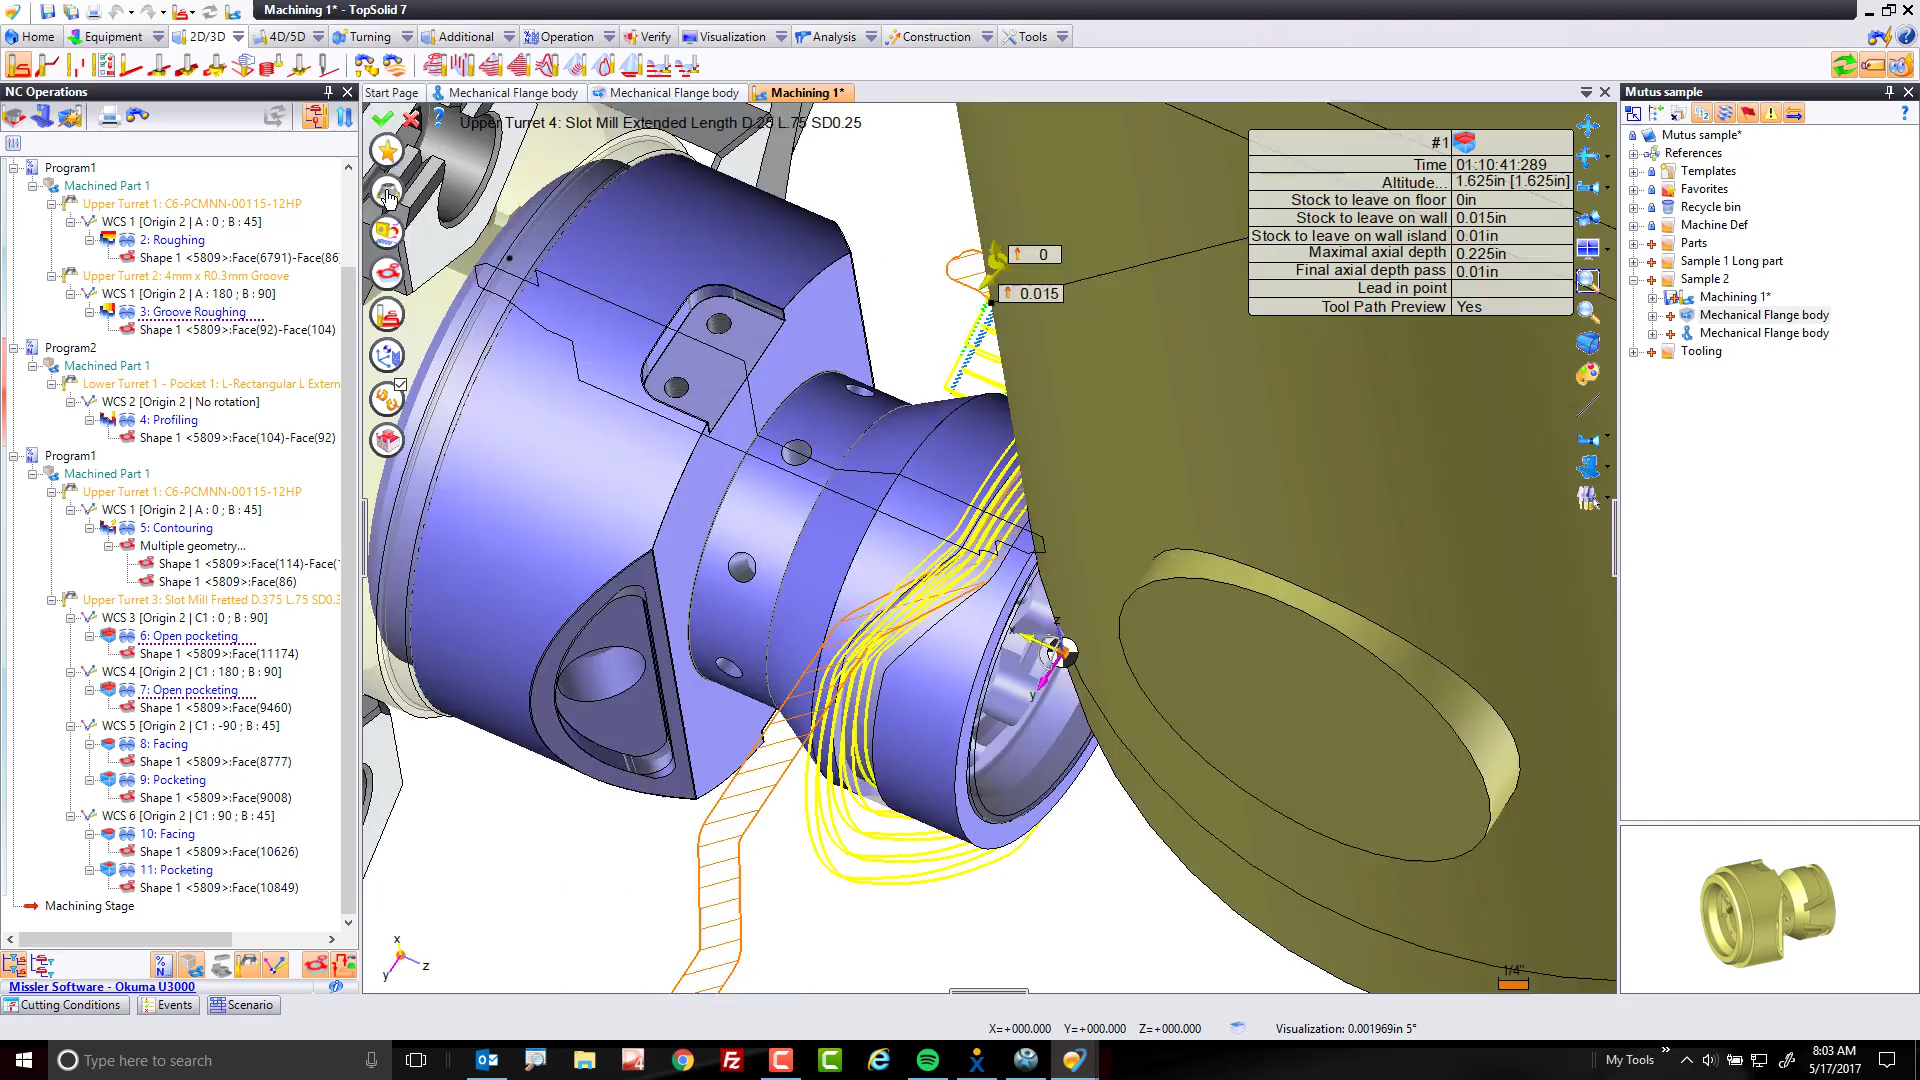 Machining 1* - TopSolid 7
Home
Equipment
2D/3D
4D/5D
Turning
Additional
Operation
Verify
Visualization
Analysis
Construction
Tools
NC Operations
Start Page
Mechanical Flange body
Mechanical Flange body
Machining 1*
Mutus sample
Upper Turret 4: Slot Mill Extended Length D.25 L.75 SD0.25
Program1
Machined Part 1
Upper Turret 1: C6-PCMNN-00115-12HP
WCS 1 [Origin 2 | A : 0 ; B : 45]
2: Roughing
Shape 1 <5809>:Face(6791)-Face(86
Upper Turret 2: 4mm x R0.3mm Groove
WCS 1 [Origin 2 | A : 180 ; B : 90]
3: Groove Roughing
Shape 1 <5809>:Face(92)-Face(104)
Program2
Machined Part 1
Lower Turret 1 - Pocket 1: L-Rectangular L Extern
WCS 2 [Origin 2 | No rotation]
4: Profiling
Shape 1 <5809>:Face(104)-Face(92)
Program1
Machined Part 1
Upper Turret 1: C6-PCMNN-00115-12HP
WCS 1 [Origin 2 | A : 0 ; B : 45]
5: Contouring
Multiple geometry...
Shape 1 <5809>:Face(114)-Face(
Shape 1 <5809>:Face(86)
Upper Turret 3: Slot Mill Fretted D.375 L.75 SD0.3
WCS 3 [Origin 2 | C1 : 0 ; B : 90]
6: Open pocketing
Shape 1 <5809>:Face(11174)
WCS 4 [Origin 2 | C1 : 180 ; B : 90]
7: Open pocketing
Shape 1 <5809>:Face(9460)
WCS 5 [Origin 2 | C1 : -90 ; B : 45]
8: Facing
Shape 1 <5809>:Face(8777)
9: Pocketing
Shape 1 <5809>:Face(9008)
WCS 6 [Origin 2 | C1 : 90 ; B : 45]
10: Facing
Shape 1 <5809>:Face(10626)
11: Pocketing
Shape 1 <5809>:Face(10849)
Machining Stage
Missler Software - Okuma U3000
Cutting Conditions
Events
Scenario
#1
Time 01:10:41:289
Altitude... 1.625in [1.625in]
Stock to leave on floor 0in
Stock to leave on wall 0.015in
Stock to leave on wall island 0.01in
Maximal axial depth 0.225in
Final axial depth pass 0.01in
Lead in point
Tool Path Preview Yes
0
0.015
z
x
y
x
z
y
1/4"
Mutus sample*
References
Templates
Favorites
Recycle bin
Machine Def
Parts
Sample 1 Long part
Sample 2
Machining 1*
Mechanical Flange body
Mechanical Flange body
Tooling
X=+000.000 Y=+000.000 Z=+000.000
Visualization: 0.001969in 5°
Type here to search
My Tools
8:03 AM
5/17/2017